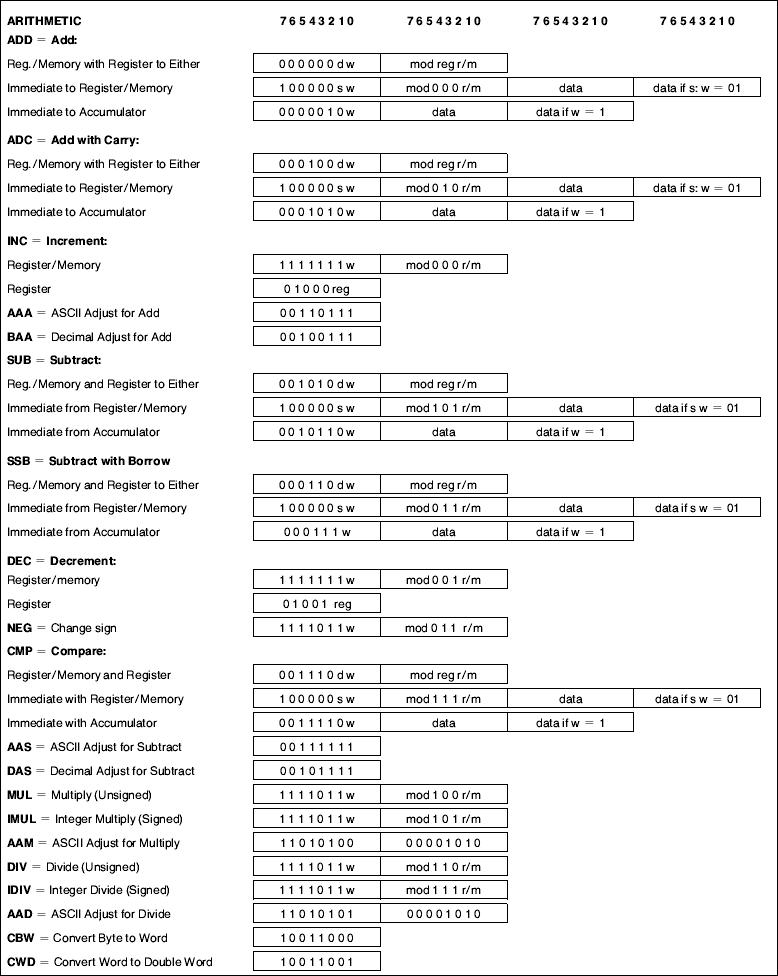 ARITHMETIC 7 6 5 4 3 2 1 0 7 6 5 4 3 2 1 0 7 6 5 4 3 2 1 0 7 6 5 4 3 2 1 0
ADD = Add:
Reg./Memory with Register to Either 0 0 0 0 0 0 d w mod reg r/m
Immediate to Register/Memory 1 0 0 0 0 0 s w mod 0 0 0 r/m data data if s: w = 01
Immediate to Accumulator 0 0 0 0 0 1 0 w data data if w = 1
ADC = Add with Carry:
Reg./Memory with Register to Either 0 0 0 1 0 0 d w mod reg r/m
Immediate to Register/Memory 1 0 0 0 0 0 s w mod 0 1 0 r/m data data if s: w = 01
Immediate to Accumulator 0 0 0 1 0 1 0 w data data if w = 1
INC = Increment:
Register/Memory 1 1 1 1 1 1 1 w mod 0 0 0 r/m
Register 0 1 0 0 0 reg
AAA = ASCII Adjust for Add 0 0 1 1 0 1 1 1
BAA = Decimal Adjust for Add 0 0 1 0 0 1 1 1
SUB = Subtract:
Reg./Memory and Register to Either 0 0 1 0 1 0 d w mod reg r/m
Immediate from Register/Memory 1 0 0 0 0 0 s w mod 1 0 1 r/m data data if s w = 01
Immediate from Accumulator 0 0 1 0 1 1 0 w data data if w = 1
SSB = Subtract with Borrow
Reg./Memory and Register to Either 0 0 0 1 1 0 d w mod reg r/m
Immediate from Register/Memory 1 0 0 0 0 0 s w mod 0 1 1 r/m data data if s w = 01
Immediate from Accumulator 0 0 0 1 1 1 w data data if w = 1
DEC = Decrement:
Register/memory 1 1 1 1 1 1 1 w mod 0 0 1 r/m
Register 0 1 0 0 1 reg
NEG = Change sign 1 1 1 1 0 1 1 w mod 0 1 1 r/m
CMP = Compare:
Register/Memory and Register 0 0 1 1 1 0 d w mod reg r/m
Immediate with Register/Memory 1 0 0 0 0 0 s w mod 1 1 1 r/m data data if s w = 01
Immediate with Accumulator 0 0 1 1 1 1 0 w data data if w = 1
AAS = ASCII Adjust for Subtract 0 0 1 1 1 1 1 1
DAS = Decimal Adjust for Subtract 0 0 1 0 1 1 1 1
MUL = Multiply (Unsigned) 1 1 1 1 0 1 1 w mod 1 0 0 r/m
IMUL = Integer Multiply (Signed) 1 1 1 1 0 1 1 w mod 1 0 1 r/m
AAM = ASCII Adjust for Multiply 1 1 0 1 0 1 0 0 0 0 0 0 1 0 1 0
DIV = Divide (Unsigned) 1 1 1 1 0 1 1 w mod 1 1 0 r/m
IDIV = Integer Divide (Signed) 1 1 1 1 0 1 1 w mod 1 1 1 r/m
AAD = ASCII Adjust for Divide 1 1 0 1 0 1 0 1 0 0 0 0 1 0 1 0
CBW = Convert Byte to Word 1 0 0 1 1 0 0 0
CWD = Convert Word to Double Word 1 0 0 1 1 0 0 1